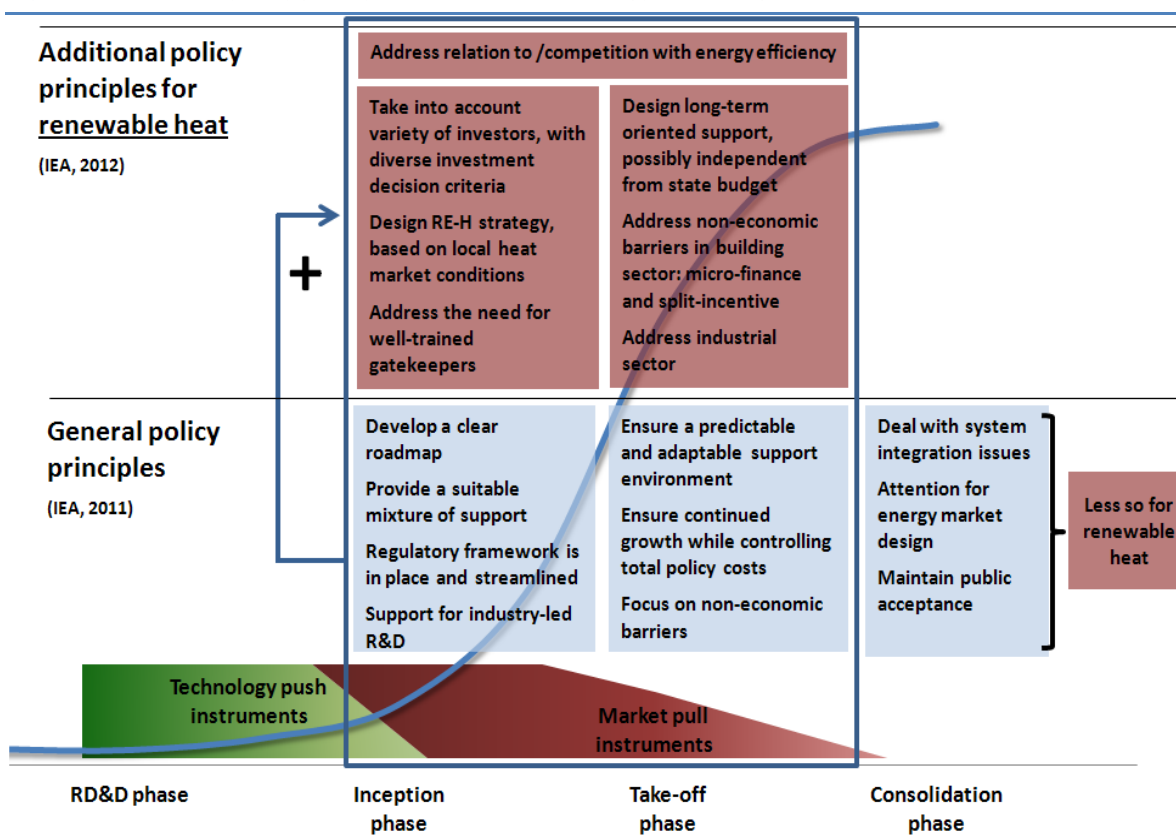 Additional policy
principles for
renewable heat
(IEA, 2012)
Address relation to /competition with energy efficiency
Take into account
variety of investors, with
diverse investment
decision criteria
Design RE-H strategy,
based on local heat
market conditions
Address the need for
well-trained
gatekeepers
Design long-term
oriented support,
possibly independent
from state budget
Address non-economic
barriers in building
sector: micro-finance
and split-incentive
Address industrial
sector
+
General policy
principles
(IEA, 2011)
Develop a clear
roadmap
Provide a suitable
mixture of support
Regulatory framework is
in place and streamlined
Support for industry-led
R&D
Ensure a predictable
and adaptable support
environment
Ensure continued
growth while controlling
total policy costs
Focus on non-economic
barriers
Deal with system
integration issues
Attention for
energy market
design
Maintain public
acceptance
Less so for
renewable
heat
Technology push
instruments
Market pull
instruments
RD&D phase
Inception
phase
Take-off
phase
Consolidation
phase